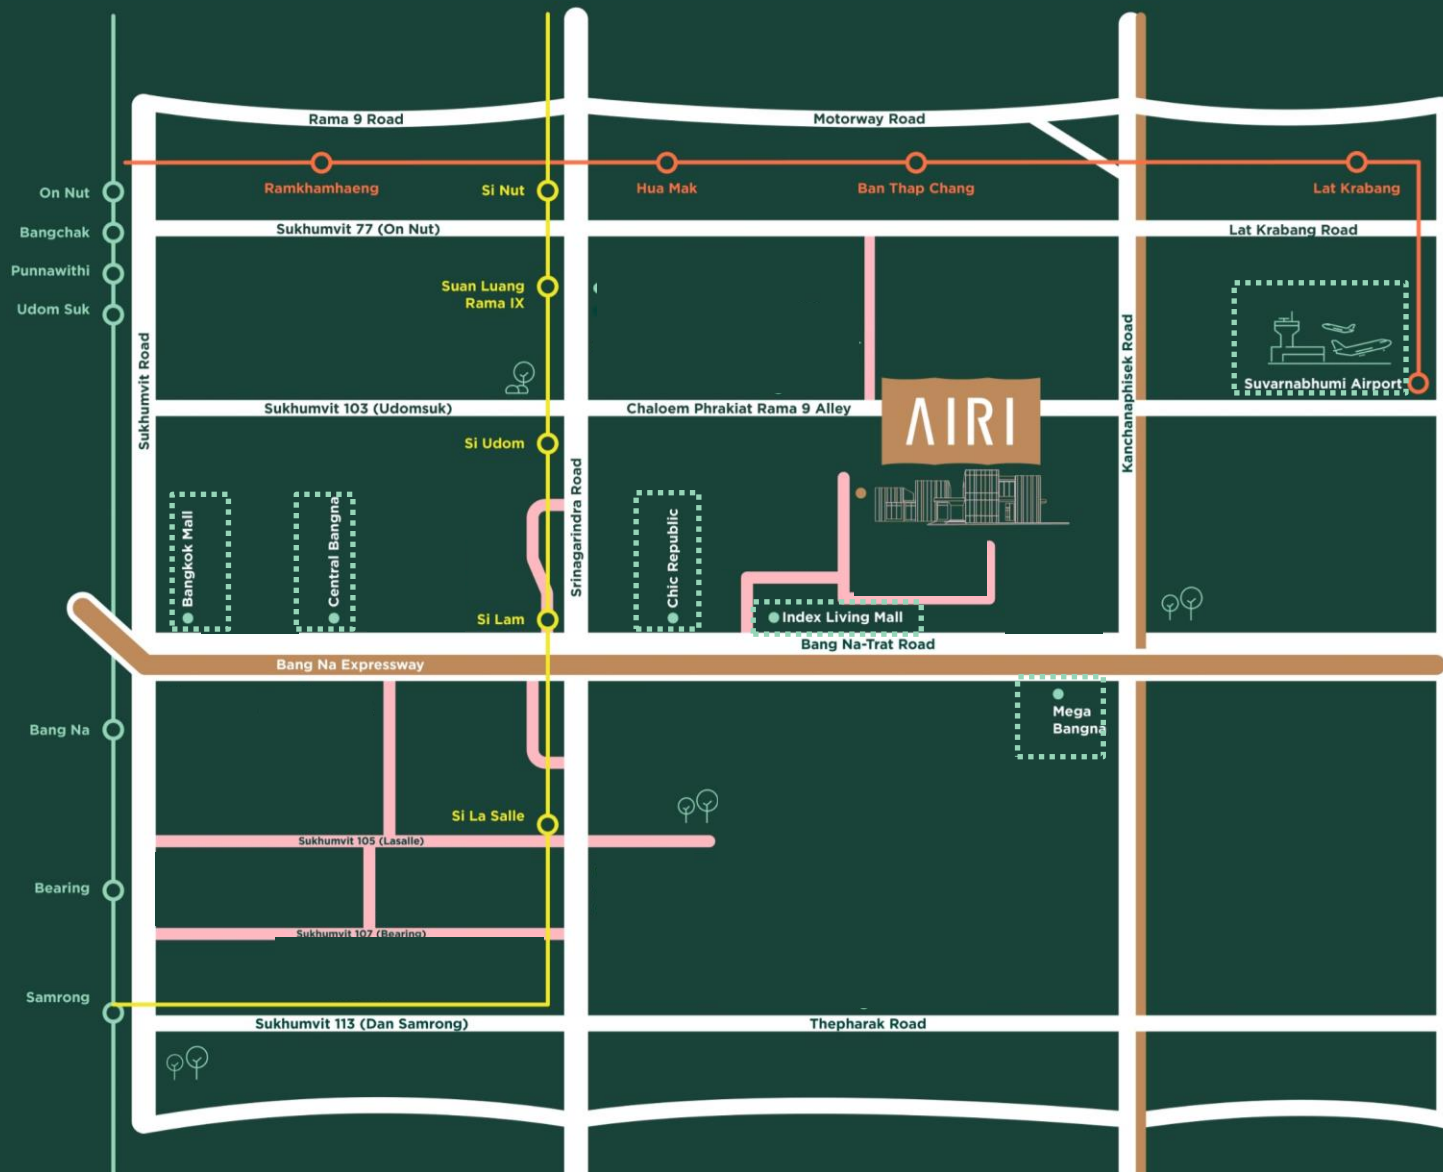 Rama 9 Road
Motorway Road
Ramkhamhaeng
Si Nut
Hua Mak
Ban Thap Chang
Lat Krabang
On Nut
Bangchak
Punnawithi
Udom Suk
Sukhumvit 77 (On Nut)
Lat Krabang Road
Suan Luang
Rama IX
Sukhumvit Road
Kanchanaphisek Road
Suvarnabhumi Airport
Sukhumvit 103 (Udomsuk)
Chaloem Phrakiat Rama 9 Alley
AIRI
Si Udom
Srinagarindra Road
Bangkok Mall
Central Bangna
Chic Republic
Si Lam
Index Living Mall
Bang Na-Trat Road
Bang Na Expressway
Mega
Bangna
Bang Na
Si La Salle
Sukhumvit 105 (Lasalle)
Bearing
Sukhumvit 107 (Bearing)
Samrong
Sukhumvit 113 (Dan Samrong)
Thepharak Road